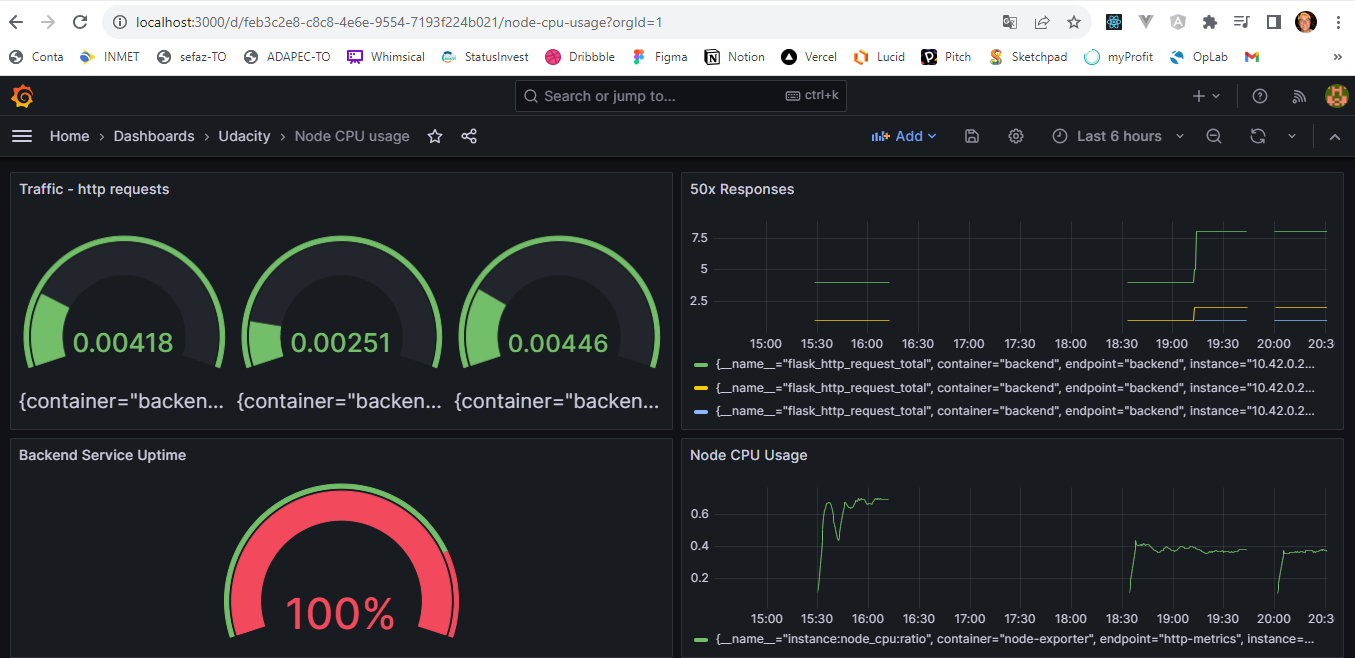 localhost:3000/d/feb3c2e8-c8c8-4e6e-9554-7193f224b021/node-cpu-usage?orgId=1
Conta INMET sefaz-TO ADAPEC-TO Whimsical StatusInvest Dribbble Figma Notion Vercel Lucid Pitch Sketchpad myProfit OpLab »
Search or jump to... ctrl+k
Home › Dashboards › Udacity › Node CPU usage Add Last 6 hours
Traffic - http requests
0.00418 0.00251 0.00446
{container="backen... {container="backen... {container="backen...
50x Responses
7.5
5
2.5
15:00 15:30 16:00 16:30 17:00 17:30 18:00 18:30 19:00 19:30 20:00 20:3
{__name__="flask_http_request_total", container="backend", endpoint="backend", instance="10.42.0.2...
{__name__="flask_http_request_total", container="backend", endpoint="backend", instance="10.42.0.2...
{__name__="flask_http_request_total", container="backend", endpoint="backend", instance="10.42.0.2...
Backend Service Uptime
100%
Node CPU Usage
0.6
0.4
0.2
15:00 15:30 16:00 16:30 17:00 17:30 18:00 18:30 19:00 19:30 20:00 20:3
{__name__="instance:node_cpu:ratio", container="node-exporter", endpoint="http-metrics", instance=...